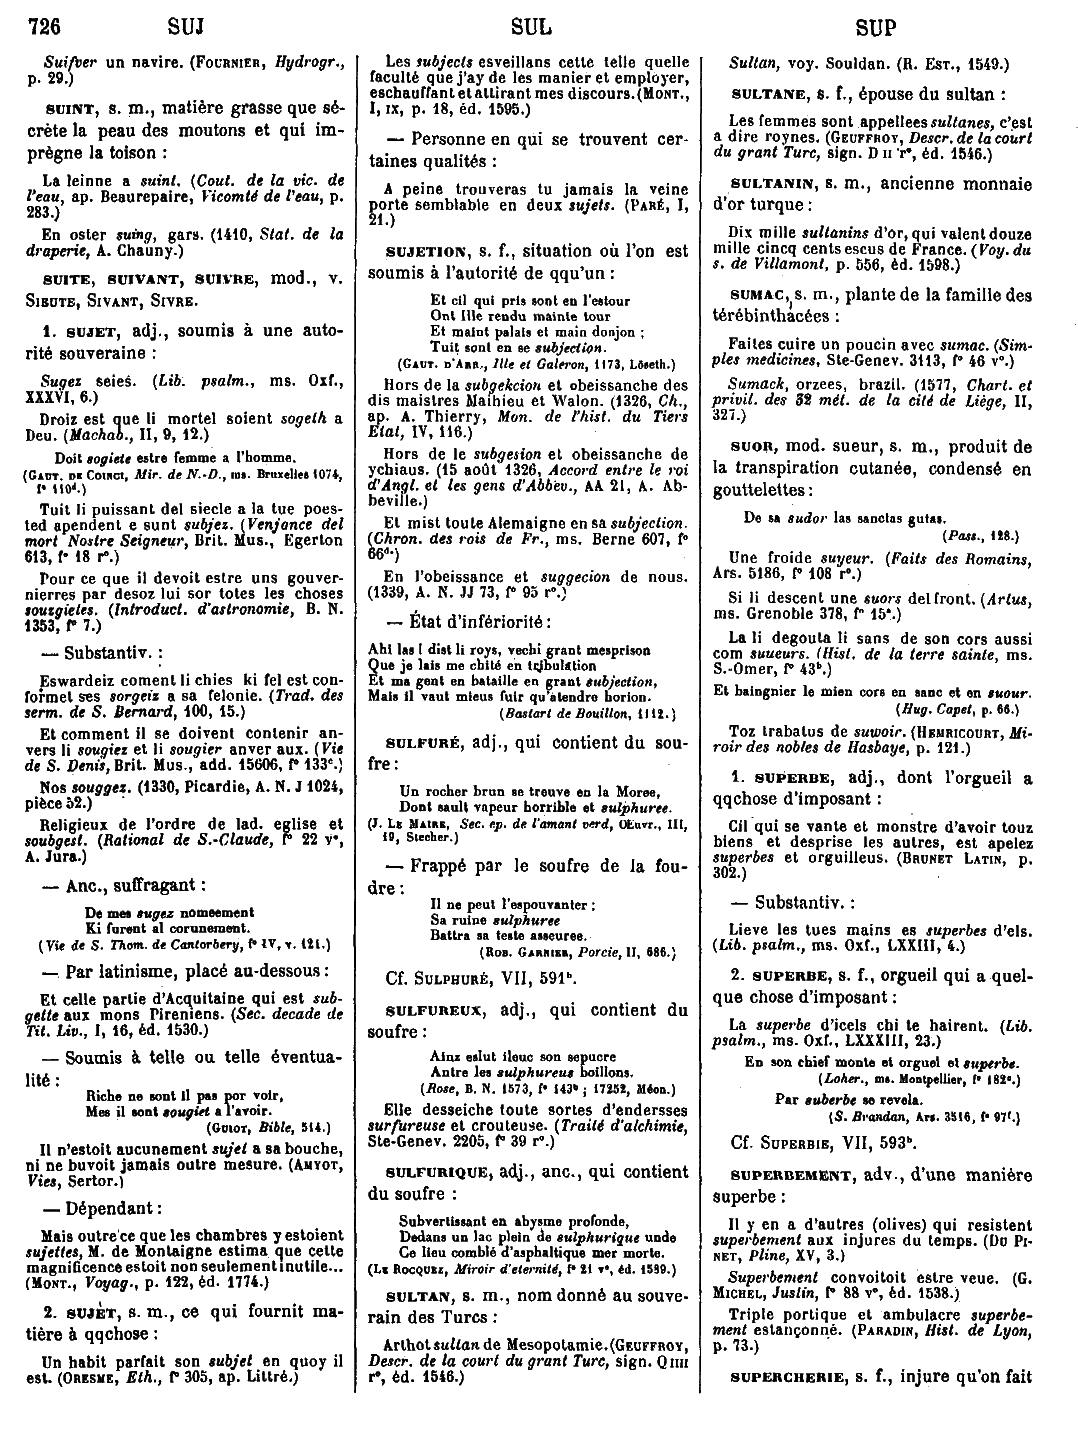 726 SUJ SUL SUP
Suifver un navire. (FOURNIER, Hydrogr.,
p. 29.)
SUINT, s. m., matière grasse que sé-
crète la peau des moutons et qui im-
prègne la toison :
La leinne a suint. (Cout. de la vic. de
l'eau, ap. Beaurepaire, Vicomté de l'eau, p.
283.)
En oster suing, gars. (1410, Stat. de la
draperie, A. Chauny.)
SUITE, SUIVANT, SUIVRE, mod., v.
SIEUTE, SIVANT, SIVRE.
1. SUJET, adj., soumis à une auto-
rité souveraine :
Sugez seies. (Lib. psalm., ms. Oxf.,
XXXVI, 6.)
Droiz est que li mortel soient sogeth a
Deu. (Machab., II, 9, 12.)
Doit sogiete estre femme a l'homme.
(GAUT. DE COINCI, Mir. de N.-D., ms. Bruxelles 1074,
f° 110ᵈ.)
Tuit li puissant del siecle a la tue poes-
ted apendent e sunt subjez. (Venjance del
mort Nostre Seigneur, Brit. Mus., Egerton
613, f° 18 r°.)
Pour ce que il devoit estre uns gouver-
nierres par desoz lui sor totes les choses
souzgietes. (Introduct. d'astronomie, B. N.
1353, f° 7.)
— Substantiv. :
Eswardeiz coment li chies ki fel est con-
formet ses sorgeiz a sa felonie. (Trad. des
serm. de S. Bernard, 100, 15.)
Et comment il se doivent contenir an-
vers li sougiez et li sougier anver aux. (Vie
de S. Denis, Brit. Mus., add. 15606, f° 133ᶜ.)
Nos souggez. (1330, Picardie, A. N. J 1024,
pièce 52.)
Religieux de l'ordre de lad. eglise et
soubgest. (Rational de S.-Claude, f° 22 v°,
A. Jura.)
— Anc., suffragant :
De mes sugez nomeement
Ki furent al corunement.
(Vie de S. Thom. de Cantorbery, f° IV, v. 121.)
— Par latinisme, placé au-dessous :
Et celle partie d'Acquitaine qui est sub-
gette aux mons Pireniens. (Sec. decade de
Tit. Liv., I, 16, éd. 1530.)
— Soumis à telle ou telle éventua-
lité :
Riche ne sont il pas por voir,
Mes il sont sougiet a l'avoir.
(GUIOT, Bible, 514.)
Il n'estoit aucunement sujet a sa bouche,
ni ne buvoit jamais outre mesure. (AMYOT,
Vies, Sertor.)
— Dépendant :
Mais outre ce que les chambres y estoient
sujettes, M. de Montaigne estima que cette
magnificence estoit non seulement inutile...
(MONT., Voyag., p. 122, éd. 1774.)
2. SUJET, s. m., ce qui fournit ma-
tière à qqchose :
Un habit parfait son subjet en quoy il
est. (ORESME, Eth., f° 305, ap. Littré.)
Les subjects esveillans cette telle quelle
faculté que j'ay de les manier et employer,
eschauffant et attirant mes discours. (MONT.,
I, IX, p. 18, éd. 1595.)
— Personne en qui se trouvent cer-
taines qualités :
A peine trouveras tu jamais la veine
porte semblable en deux sujets. (PARÉ, I,
21.)
SUJETION, s. f., situation où l'on est
soumis à l'autorité de qqu'un :
Et cil qui pris sont en l'estour
Ont Ille rendu mainte tour
Et maint palais et main donjon ;
Tuit sont en se subjection.
(GAUT. D'ARR., Ille et Galeron, 1173, Löseth.)
Hors de la subgekcion et obeissanche des
dis maistres Maihieu et Walon. (1326, Ch.,
ap. A. Thierry, Mon. de l'hist. du Tiers
Etat, IV, 116.)
Hors de le subgesion et obeissanche de
ychiaus. (15 août 1326, Accord entre le roi
d'Angl. et les gens d'Abbev., AA 21, A. Ab-
beville.)
Et mist toute Alemaigne en sa subjection.
(Chron. des rois de Fr., ms. Berne 607, f°
66ᵈ.)
En l'obeissance et suggecion de nous.
(1339, A. N. JJ 73, f° 95 r°.)
— État d'infériorité :
Ahi las ! dist li roys, vechi grant mesprison
Que je lais me chité en tribulation
Et ma gent en bataille en grant subjection,
Mais il vaut mieus fuir qu'atendre horion.
(Bastart de Bouillon, 1112.)
SULFURÉ, adj., qui contient du sou-
fre :
Un rocher brun se treuve en la Moree,
Dont sault vapeur horrible et sulphuree.
(J. LE MAIRE, Sec. ep. de l'amant verd, Œuvr., III,
19, Stecher.)
— Frappé par le soufre de la fou-
dre :
Il ne peut l'espouvanter ;
Sa ruine sulphuree
Battra sa teste asseuree.
(ROB. GARNIER, Porcie, II, 686.)
Cf. SULPHURÉ, VII, 591ᵇ.
SULFUREUX, adj., qui contient du
soufre :
Ainz eslut ileuc son sepucre
Antre les sulphureus boillons.
(Rose, B. N. 1573, f° 143ᵇ ; 17252, Méon.)
Elle desseiche toute sortes d'endersses
surfureuse et crouteuse. (Traité d'alchimie,
Ste-Genev. 2205, f° 39 r°.)
SULFURIQUE, adj., anc., qui contient
du soufre :
Subvertissant en abysme profonde,
Dedans un lac plein de sulphurique unde
Ce lieu comblé d'asphaltique mer morte.
(LE ROCQUEZ, Miroir d'eternité, f° 21 v°, éd. 1589.)
SULTAN, s. m., nom donné au souve-
rain des Turcs :
Arthot sultan de Mesopotamie. (GEUFFROY,
Descr. de la court du grant Turc, sign. Q IIII
r°, éd. 1546.)
Sultan, voy. Souldan. (R. EST., 1549.)
SULTANE, s. f., épouse du sultan :
Les femmes sont appellees sultanes, c'est
a dire roynes. (GEUFFROY, Descr. de la court
du grant Turc, sign. D II r°, éd. 1546.)
SULTANIN, s. m., ancienne monnaie
d'or turque :
Dix mille sultanins d'or, qui valent douze
mille cincq cents escus de France. (Voy. du
s. de Villamont, p. 556, éd. 1598.)
SUMAC, s. m., plante de la famille des
térébinthacées :
Faites cuire un poucin avec sumac. (Sim-
ples medicines, Ste-Genev. 3113, f° 46 v°.)
Sumack, orzees, brazil. (1577, Chart. et
privil. des 32 mét. de la cité de Liège, II,
327.)
SUOR, mod. sueur, s. m., produit de
la transpiration cutanée, condensé en
gouttelettes :
De sa sudor las sanctas gutas.
(Pass., 128.)
Une froide suyeur. (Faits des Romains,
Ars. 5186, f° 108 r°.)
Si li descent une suors del front. (Artus,
ms. Grenoble 378, f° 15ᵃ.)
La li degouta li sans de son cors aussi
com suueurs. (Hist. de la terre sainte, ms.
S.-Omer, f° 43ᵇ.)
Et baingnier le mien cors en sanc et en suour.
(Hug. Capet, p. 66.)
Toz trabatus de suwoir. (HEMRICOURT, Mi-
roir des nobles de Hasbaye, p. 121.)
1. SUPERBE, adj., dont l'orgueil a
qqchose d'imposant :
Cil qui se vante et monstre d'avoir touz
biens et desprise les autres, est apelez
superbes et orguilleus. (BRUNET LATIN, p.
302.)
— Substantiv. :
Lieve les tues mains es superbes d'els.
(Lib. psalm., ms. Oxf., LXXIII, 4.)
2. SUPERBE, s. f., orgueil qui a quel-
que chose d'imposant :
La superbe d'icels chi te hairent. (Lib.
psalm., ms. Oxf., LXXXIII, 23.)
En son chief monte et orguel et superbe.
(Loher., ms. Montpellier, f° 182ᵃ.)
Par suberbe se revela.
(S. Brandan, Ars. 3516, f° 97ᶠ.)
Cf. SUPERBIE, VII, 593ᵇ.
SUPERBEMENT, adv., d'une manière
superbe :
Il y en a d'autres (olives) qui resistent
superbement aux injures du temps. (DU PI-
NET, Pline, XV, 3.)
Superbement convoitoit estre veue. (G.
MICHEL, Justin, f° 88 v°, éd. 1538.)
Triple portique et ambulacre superbe-
ment estançonné. (PARADIN, Hist. de Lyon,
p. 73.)
SUPERCHERIE, s. f., injure qu'on fait